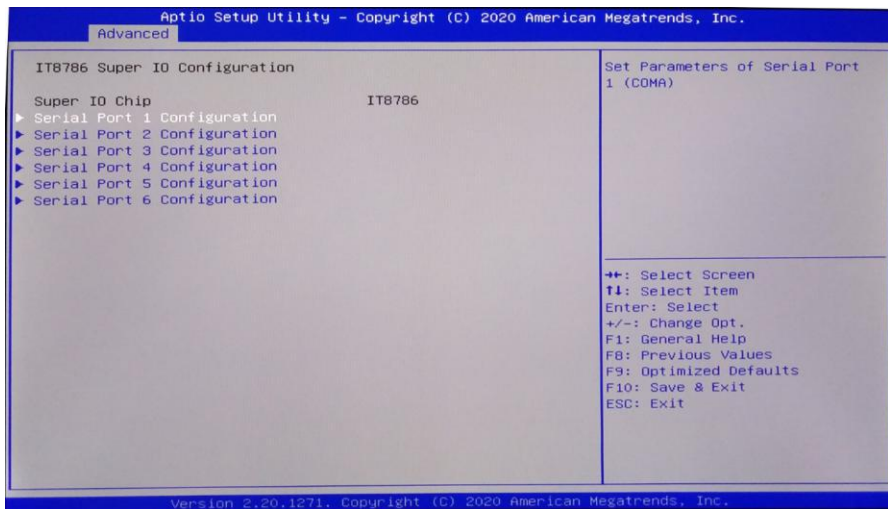 Aptio Setup Utility – Copyright (C) 2020 American Megatrends, Inc.
Advanced
IT8786 Super IO Configuration
Super IO Chip IT8786
Serial Port 1 Configuration
Serial Port 2 Configuration
Serial Port 3 Configuration
Serial Port 4 Configuration
Serial Port 5 Configuration
Serial Port 6 Configuration
Set Parameters of Serial Port
1 (COMA)
→←: Select Screen
↑↓: Select Item
Enter: Select
+/-: Change Opt.
F1: General Help
F8: Previous Values
F9: Optimized Defaults
F10: Save & Exit
ESC: Exit
Version 2.20.1271. Copyright (C) 2020 American Megatrends, Inc.